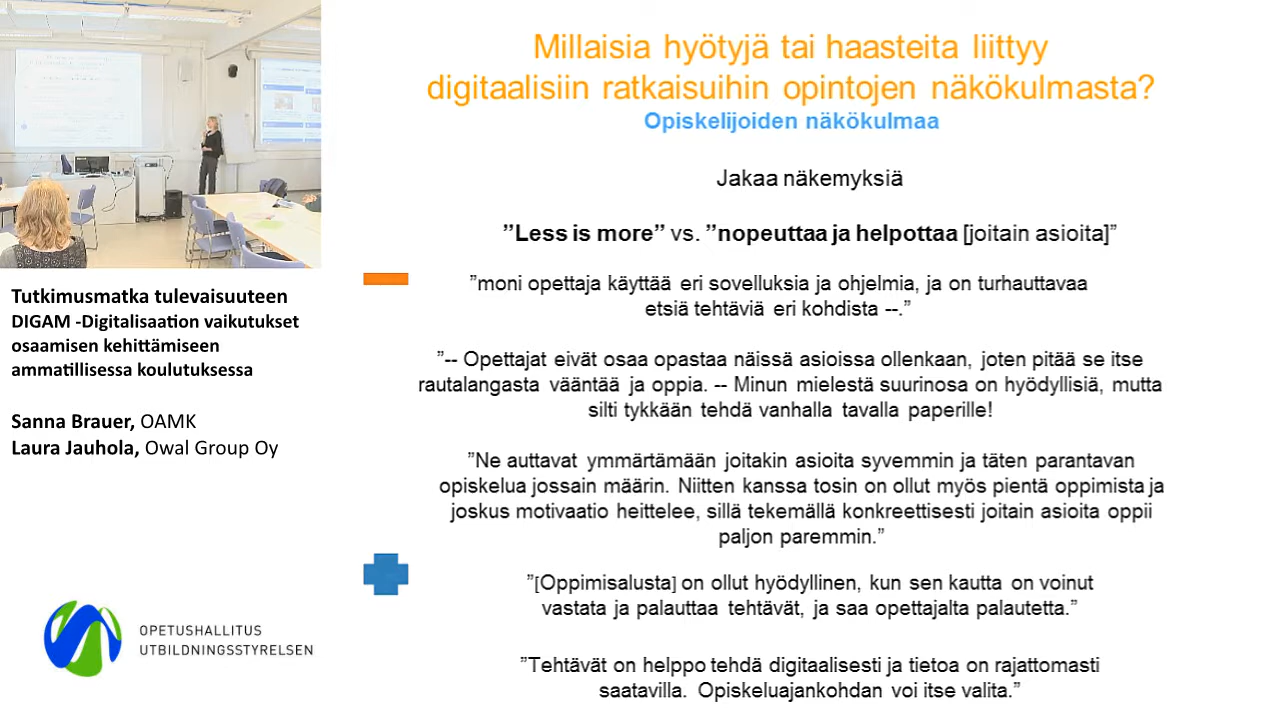 Tutkimusmatka tulevaisuuteen
DIGAM -Digitalisaation vaikutukset
osaamisen kehittämiseen
ammatillisessa koulutuksessa
Sanna Brauer, OAMK
Laura Jauhola, Owal Group Oy
OPETUSHALLITUS
UTBILDNINGSSTYRELSEN
Millaisia hyötyjä tai haasteita liittyy
digitaalisiin ratkaisuihin opintojen näkökulmasta?
Opiskelijoiden näkökulmaa
Jakaa näkemyksiä
”Less is more” vs. ”nopeuttaa ja helpottaa [joitain asioita]”
”moni opettaja käyttää eri sovelluksia ja ohjelmia, ja on turhauttavaa
etsiä tehtäviä eri kohdista --.”
”-- Opettajat eivät osaa opastaa näissä asioissa ollenkaan, joten pitää se itse
rautalangasta vääntää ja oppia. -- Minun mielestä suurinosa on hyödyllisiä, mutta
silti tykkään tehdä vanhalla tavalla paperille!
”Ne auttavat ymmärtämään joitakin asioita syvemmin ja täten parantavan
opiskelua jossain määrin. Niitten kanssa tosin on ollut myös pientä oppimista ja
joskus motivaatio heittelee, sillä tekemällä konkreettisesti joitain asioita oppii
paljon paremmin.”
”[Oppimisalusta] on ollut hyödyllinen, kun sen kautta on voinut
vastata ja palauttaa tehtävät, ja saa opettajalta palautetta.”
”Tehtävät on helppo tehdä digitaalisesti ja tietoa on rajattomasti
saatavilla. Opiskeluajankohdan voi itse valita.”